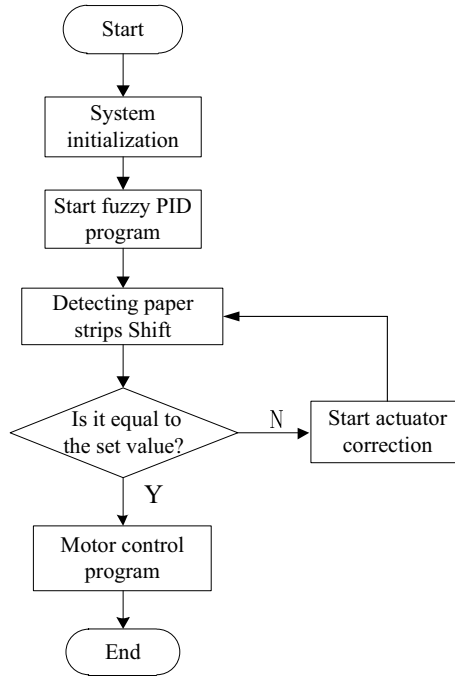 Start
System
initialization
Start fuzzy PID
program
Detecting paper
strips Shift
Is it equal to
the set value?
N
Start actuator
correction
Y
Motor control
program
End